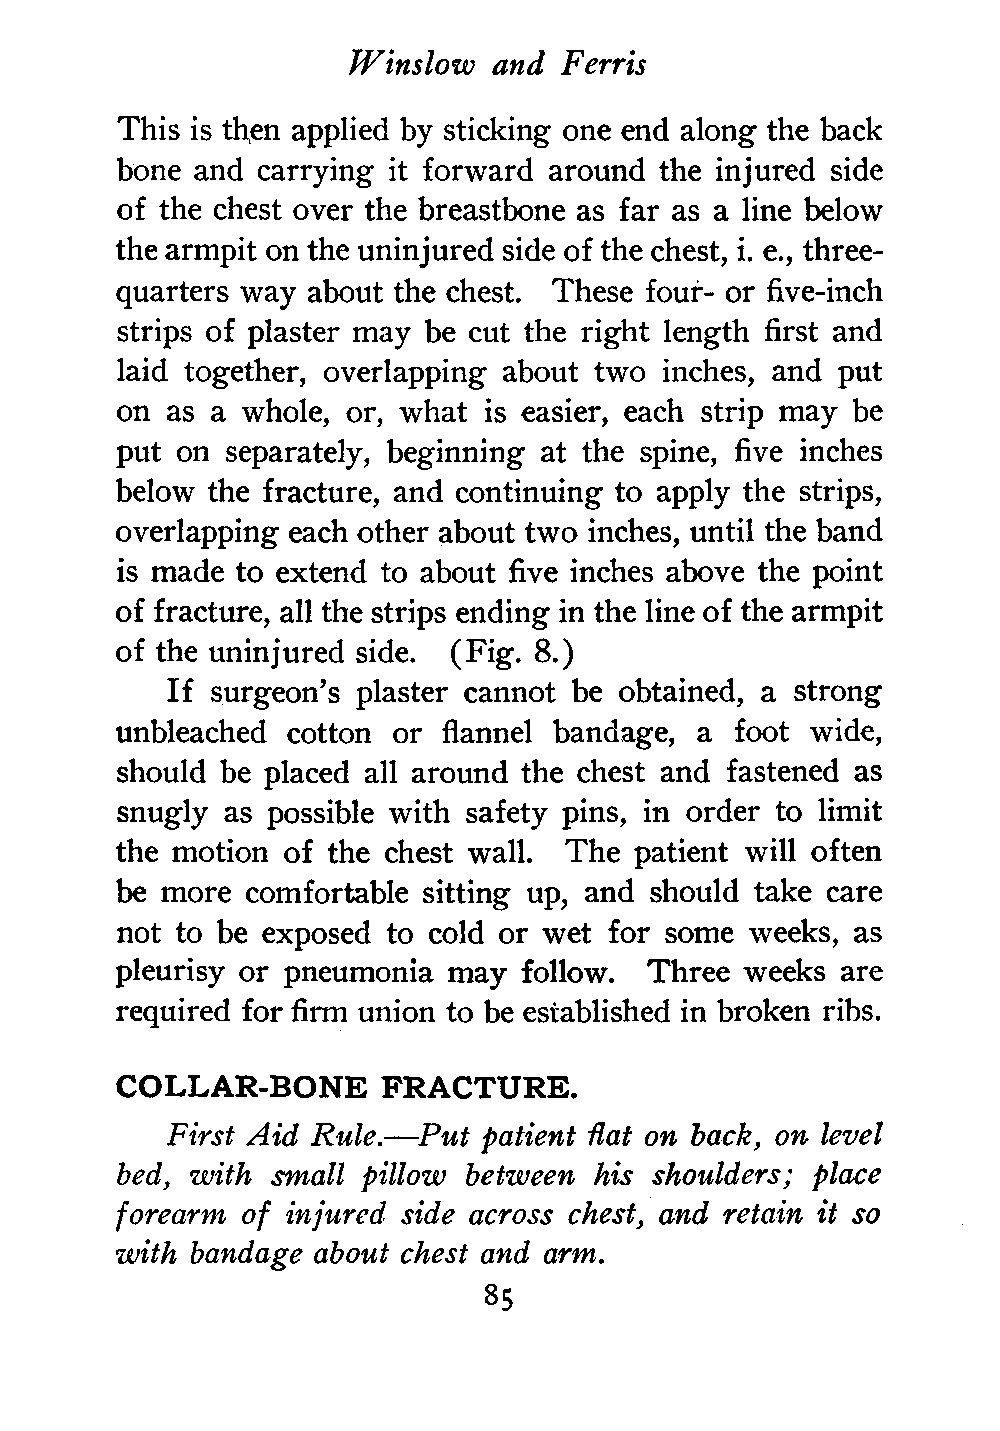 Winslow and Ferris
This is then applied by sticking one end along the back
bone and carrying it forward around the injured side
of the chest over the breastbone as far as a line below
the armpit on the uninjured side of the chest, i. e., three-
quarters way about the chest. These four- or five-inch
strips of plaster may be cut the right length first and
laid together, overlapping about two inches, and put
on as a whole, or, what is easier, each strip may be
put on separately, beginning at the spine, five inches
below the fracture, and continuing to apply the strips,
overlapping each other about two inches, until the band
is made to extend to about five inches above the point
of fracture, all the strips ending in the line of the armpit
of the uninjured side. (Fig. 8.)
If surgeon's plaster cannot be obtained, a strong
unbleached cotton or flannel bandage, a foot wide,
should be placed all around the chest and fastened as
snugly as possible with safety pins, in order to limit
the motion of the chest wall. The patient will often
be more comfortable sitting up, and should take care
not to be exposed to cold or wet for some weeks, as
pleurisy or pneumonia may follow. Three weeks are
required for firm union to be established in broken ribs.
COLLAR-BONE FRACTURE.
First Aid Rule.—Put patient flat on back, on level
bed, with small pillow between his shoulders; place
forearm of injured side across chest, and retain it so
with bandage about chest and arm.
85